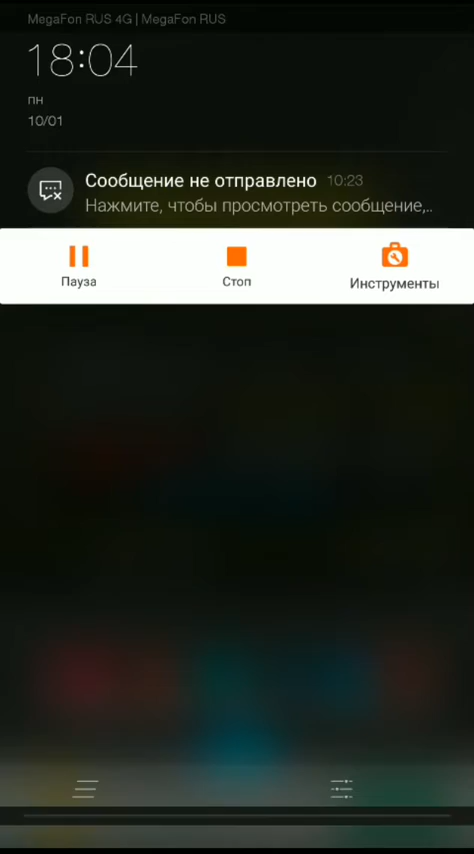 MegaFon RUS 4G | MegaFon RUS
18:04
пн
10/01
Сообщение не отправлено 10:23
Нажмите, чтобы просмотреть сообщение,..
Пауза Стоп Инструменты